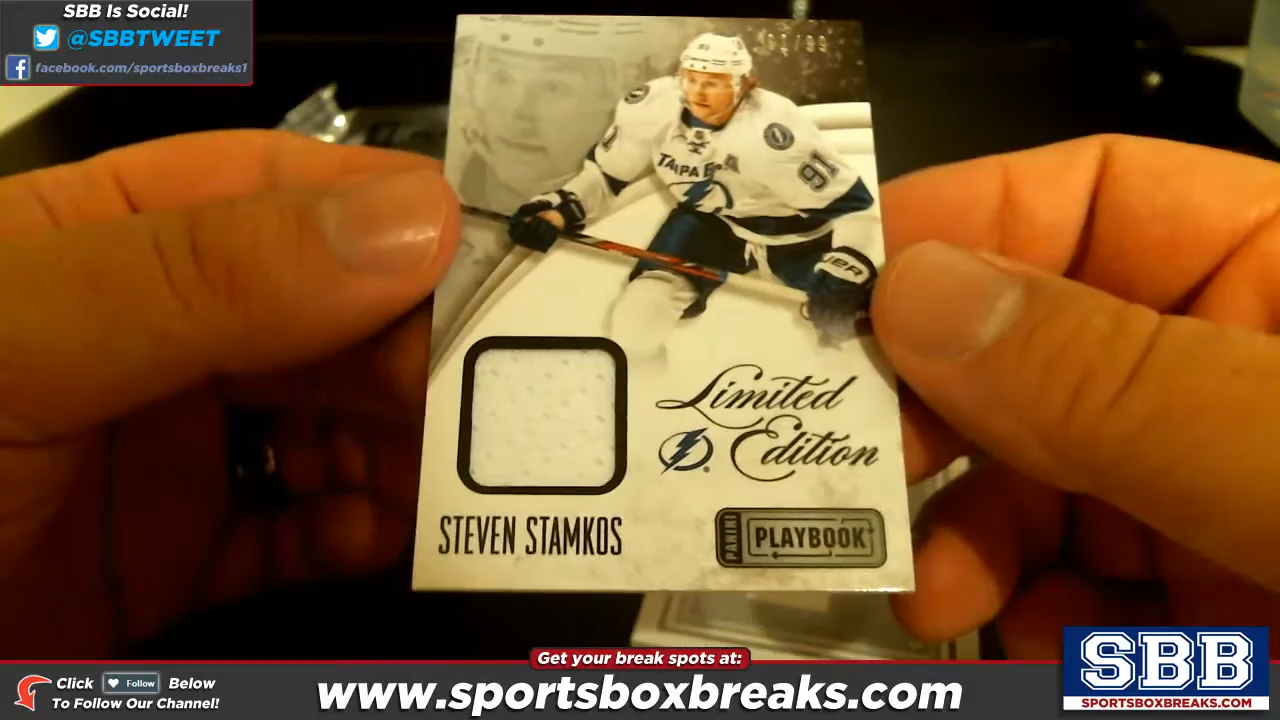 SBB Is Social!
@SBBTWEET
facebook.com/sportsboxbreaks1
91
TAMPA BAY
Limited
Edition
STEVEN STAMKOS
PANINI
PLAYBOOK
Get your break spots at:
Click Follow Below
To Follow Our Channel!
www.sportsboxbreaks.com
SBB
SPORTSBOXBREAKS.COM